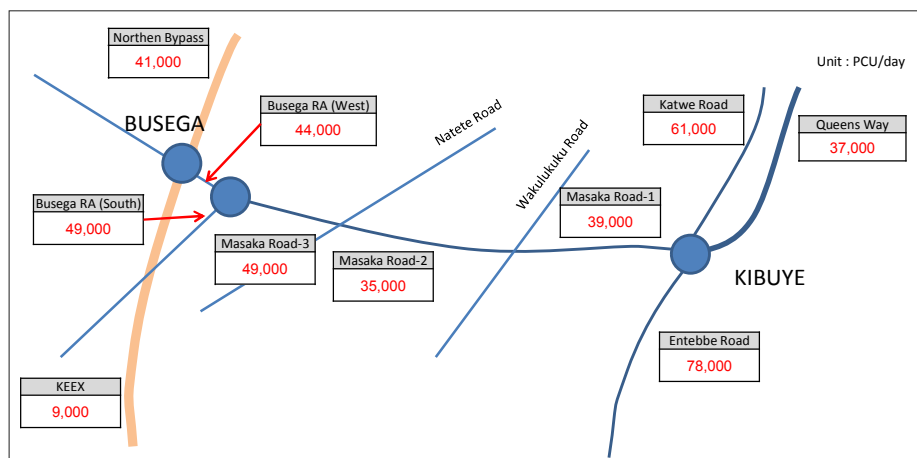 Northen Bypass
41,000
Unit : PCU/day
BUSEGA
Busega RA (West)
44,000
Natete Road
Katwe Road
61,000
Queens Way
37,000
Wakulukuku Road
Busega RA (South)
49,000
Masaka Road-1
39,000
Masaka Road-3
49,000
Masaka Road-2
35,000
KIBUYE
Entebbe Road
78,000
KEEX
9,000